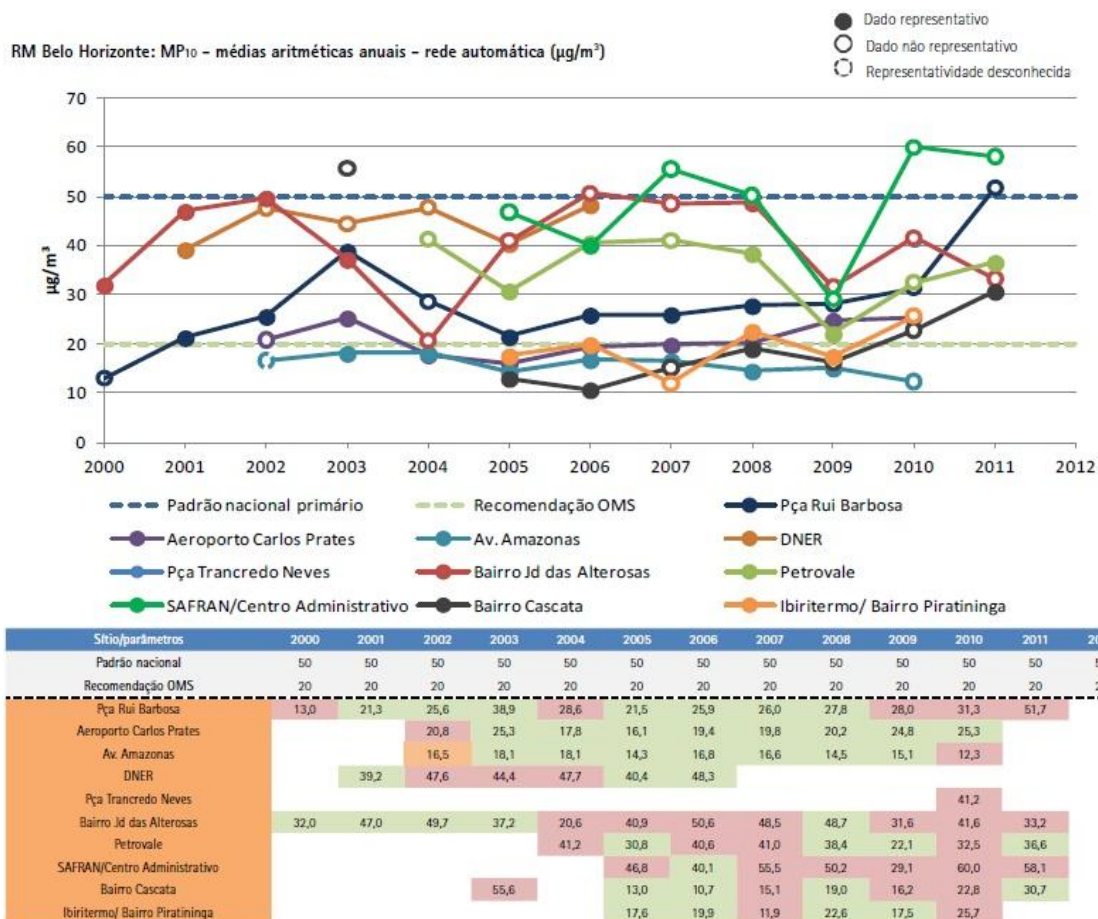 Dado representativo
RM Belo Horizonte: MP10 – médias aritméticas anuais – rede automática (µg/m³)
Dado não representativo
Representatividade desconhecida
70
60
50
40
30
20
10
0
µg/m³
2000 2001 2002 2003 2004 2005 2006 2007 2008 2009 2010 2011 2012
Padrão nacional primário Recomendação OMS Pça Rui Barbosa
Aeroporto Carlos Prates Av. Amazonas DNER
Pça Trancredo Neves Bairro Jd das Alterosas Petrovale
SAFRAN/Centro Administrativo Bairro Cascata Ibiritermo/ Bairro Piratininga
Sítio/parâmetros 2000 2001 2002 2003 2004 2005 2006 2007 2008 2009 2010 2011
Padrão nacional 50 50 50 50 50 50 50 50 50 50 50 50
Recomendação OMS 20 20 20 20 20 20 20 20 20 20 20 20
Pça Rui Barbosa 13,0 21,3 25,6 38,9 28,6 21,5 25,9 26,0 27,8 28,0 31,3 51,7
Aeroporto Carlos Prates 20,8 25,3 17,8 16,1 19,4 19,8 20,2 24,8 25,3
Av. Amazonas 16,5 18,1 18,1 14,3 16,8 16,6 14,5 15,1 12,3
DNER 39,2 47,6 44,4 47,7 40,4 48,3
Pça Trancredo Neves 41,2
Bairro Jd das Alterosas 32,0 47,0 49,7 37,2 20,6 40,9 50,6 48,5 48,7 31,6 41,6 33,2
Petrovale 41,2 30,8 40,6 41,0 38,4 22,1 32,5 36,6
SAFRAN/Centro Administrativo 46,8 40,1 55,5 50,2 29,1 60,0 58,1
Bairro Cascata 55,6 13,0 10,7 15,1 19,0 16,2 22,8 30,7
Ibiritermo/ Bairro Piratininga 17,6 19,9 11,9 22,6 17,5 25,7